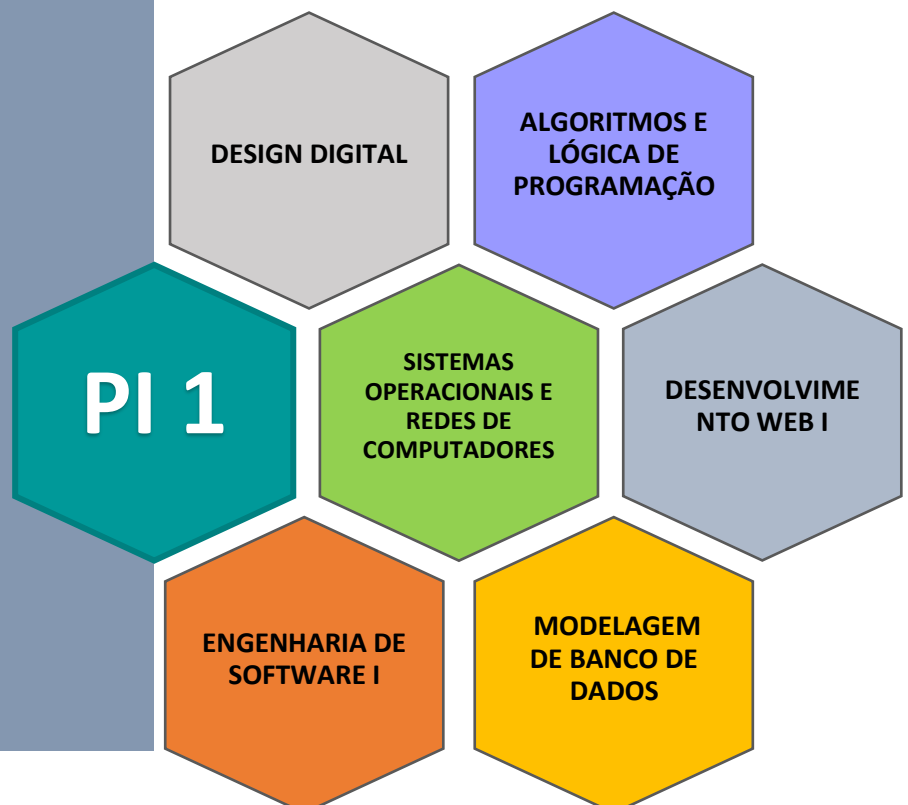 DESIGN DIGITAL
ALGORITMOS E
LÓGICA DE
PROGRAMAÇÃO
PI 1
SISTEMAS
OPERACIONAIS E
REDES DE
COMPUTADORES
DESENVOLVIME
NTO WEB I
ENGENHARIA DE
SOFTWARE I
MODELAGEM
DE BANCO DE
DADOS